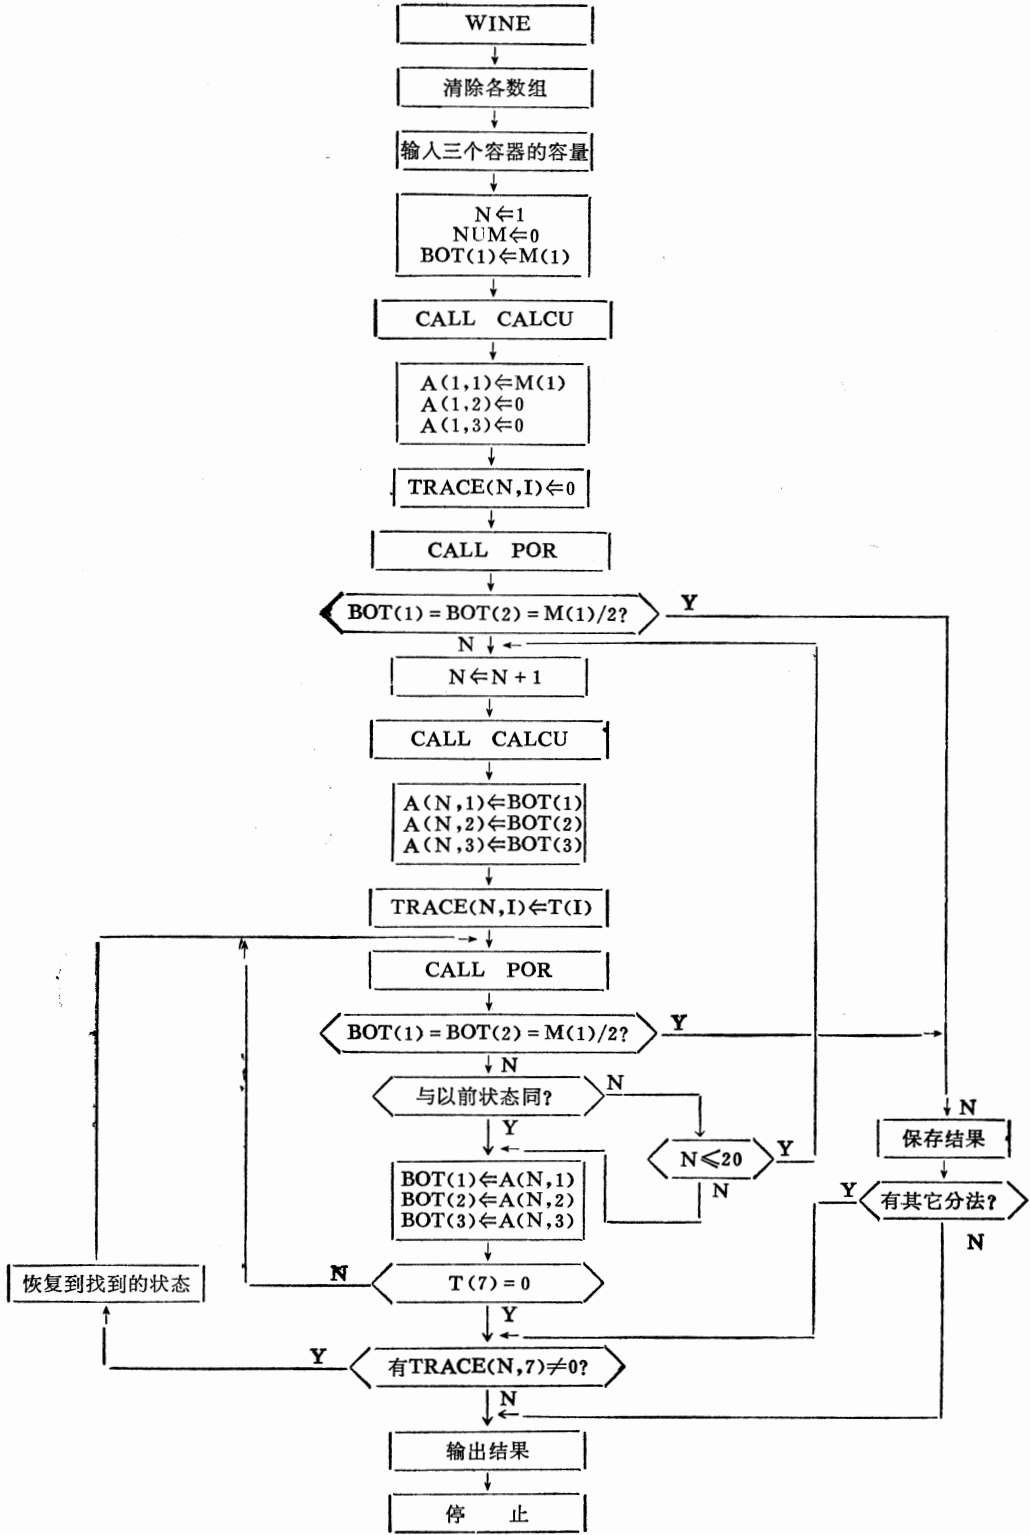 WINE
清除各数组
输入三个容器的容量
N⇐1
NUM⇐0
BOT(1)⇐M(1)
CALL CALCU
A(1,1)⇐M(1)
A(1,2)⇐0
A(1,3)⇐0
TRACE(N,I)⇐0
CALL POR
BOT(1)=BOT(2)=M(1)/2?
Y
N
N⇐N+1
CALL CALCU
A(N,1)⇐BOT(1)
A(N,2)⇐BOT(2)
A(N,3)⇐BOT(3)
TRACE(N,I)⇐T(I)
CALL POR
BOT(1)=BOT(2)=M(1)/2?
Y
N
与以前状态同?
N
Y
N≤20
Y
N
N
保存结果
BOT(1)⇐A(N,1)
BOT(2)⇐A(N,2)
BOT(3)⇐A(N,3)
有其它分法?
Y
N
恢复到找到的状态
T(7)=0
N
Y
有TRACE(N,7)≠0?
Y
N
输出结果
停 止